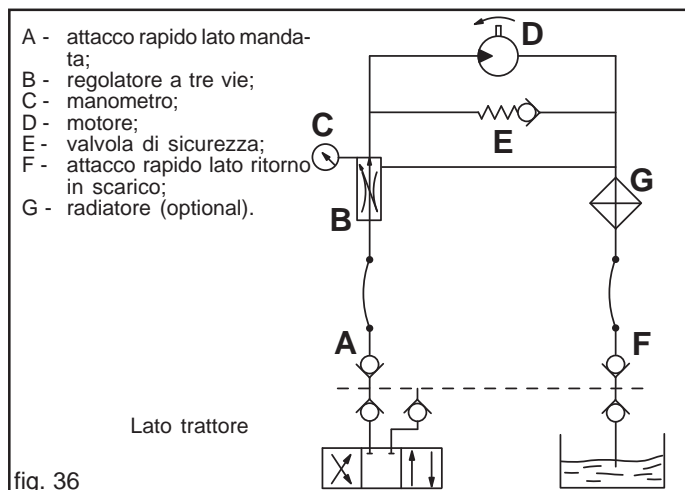 A - attacco rapido lato manda-
ta;
B - regolatore a tre vie;
C - manometro;
D - motore;
E - valvola di sicurezza;
F - attacco rapido lato ritorno
in scarico;
G - radiatore (optional).
D
C
E
G
B
A
F
Lato trattore
fig. 36